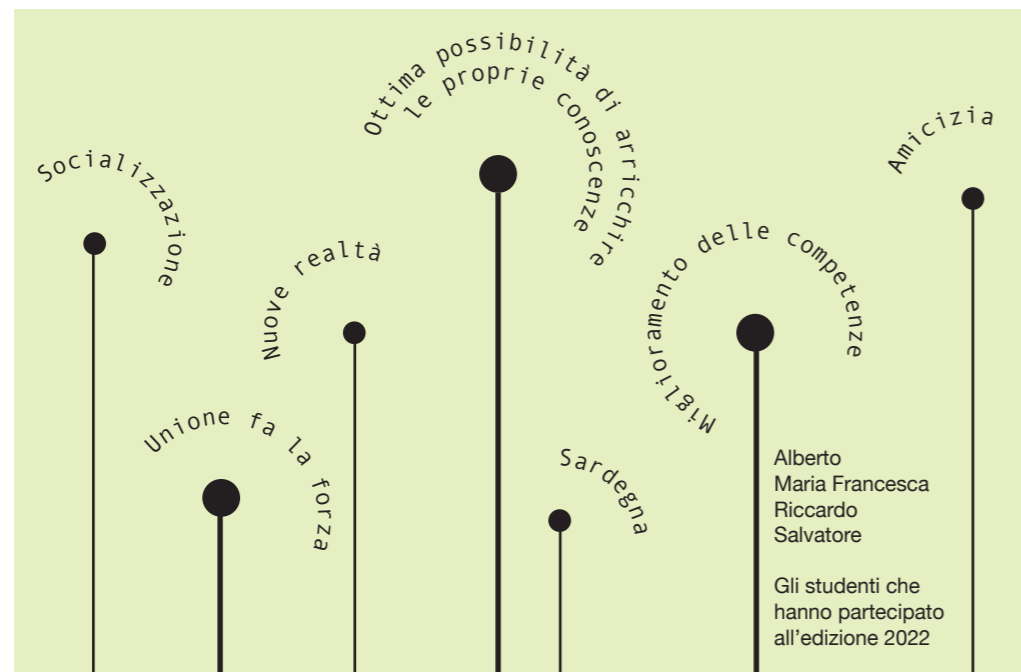 Socializzazione
Unione fa la forza
Nuove realtà
Ottima possibilità di arricchire
le proprie conoscenze
Sardegna
Miglioramento delle competenze
Amicizia
Alberto
Maria Francesca
Riccardo
Salvatore
Gli studenti che
hanno partecipato
all’edizione 2022